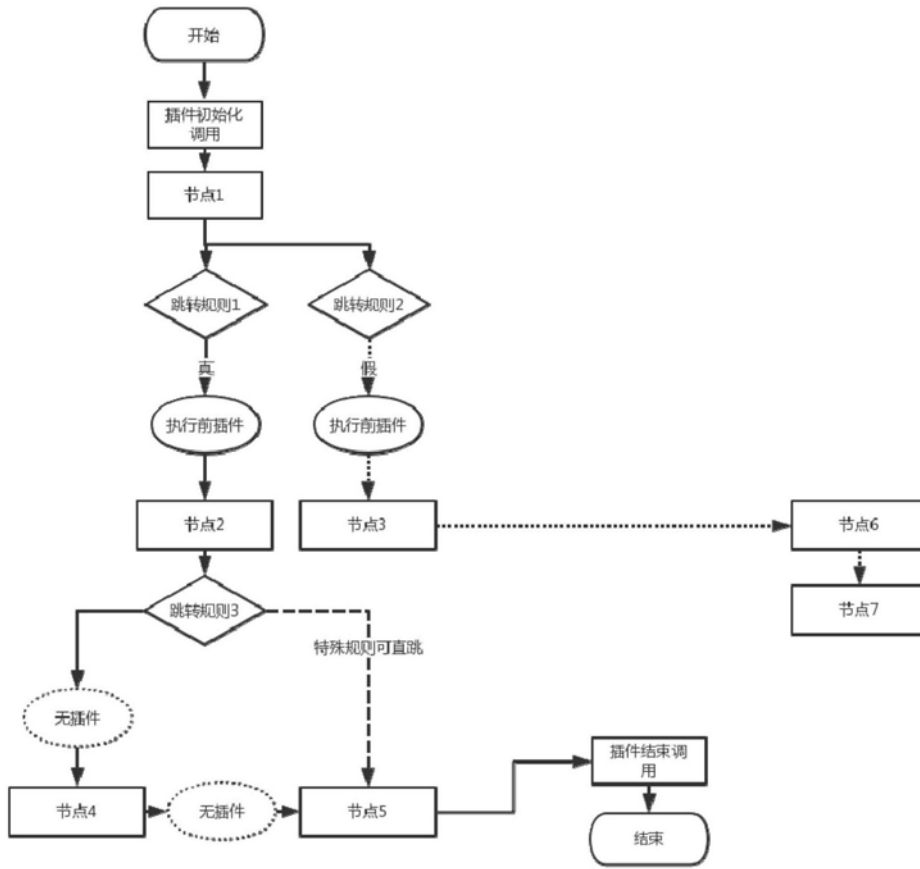 开始
插件初始化
调用
节点1
跳转规则1
跳转规则2
真
假
执行前插件
执行前插件
节点2
节点3
节点6
跳转规则3
节点7
特殊规则可直跳
无插件
插件结束调
用
节点4
无插件
节点5
结束